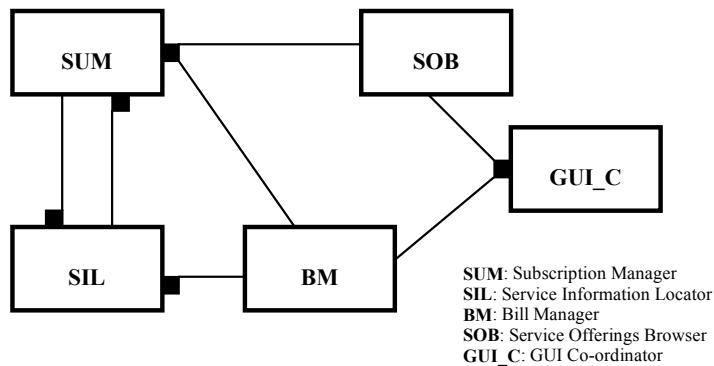 SUM
SOB
GUI_C
SIL
BM
SUM: Subscription Manager
SIL: Service Information Locator
BM: Bill Manager
SOB: Service Offerings Browser
GUI_C: GUI Co-ordinator